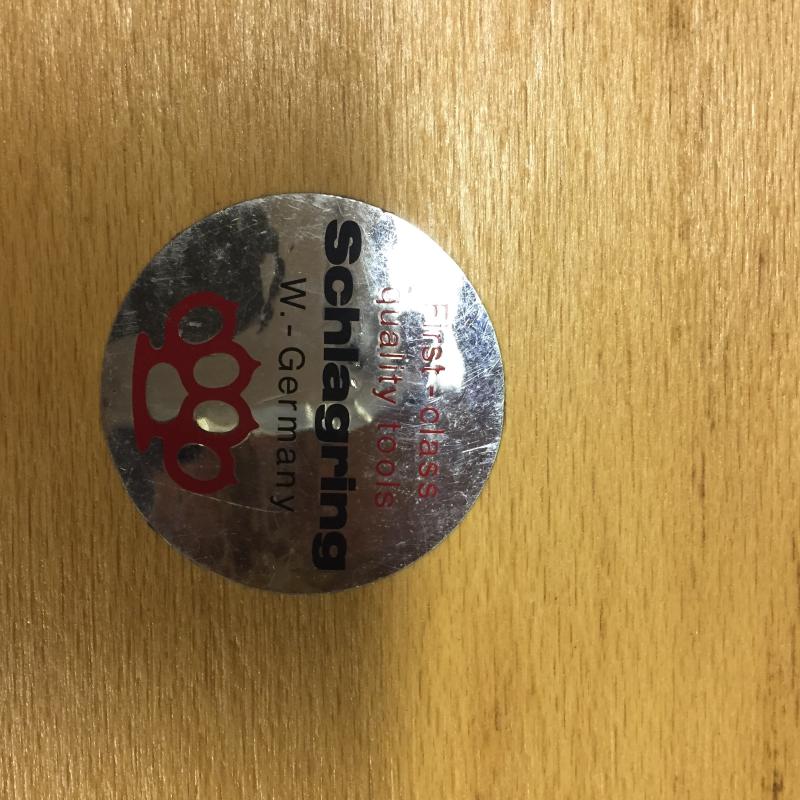 First-class
quality tools
schlagring
W.-Germany